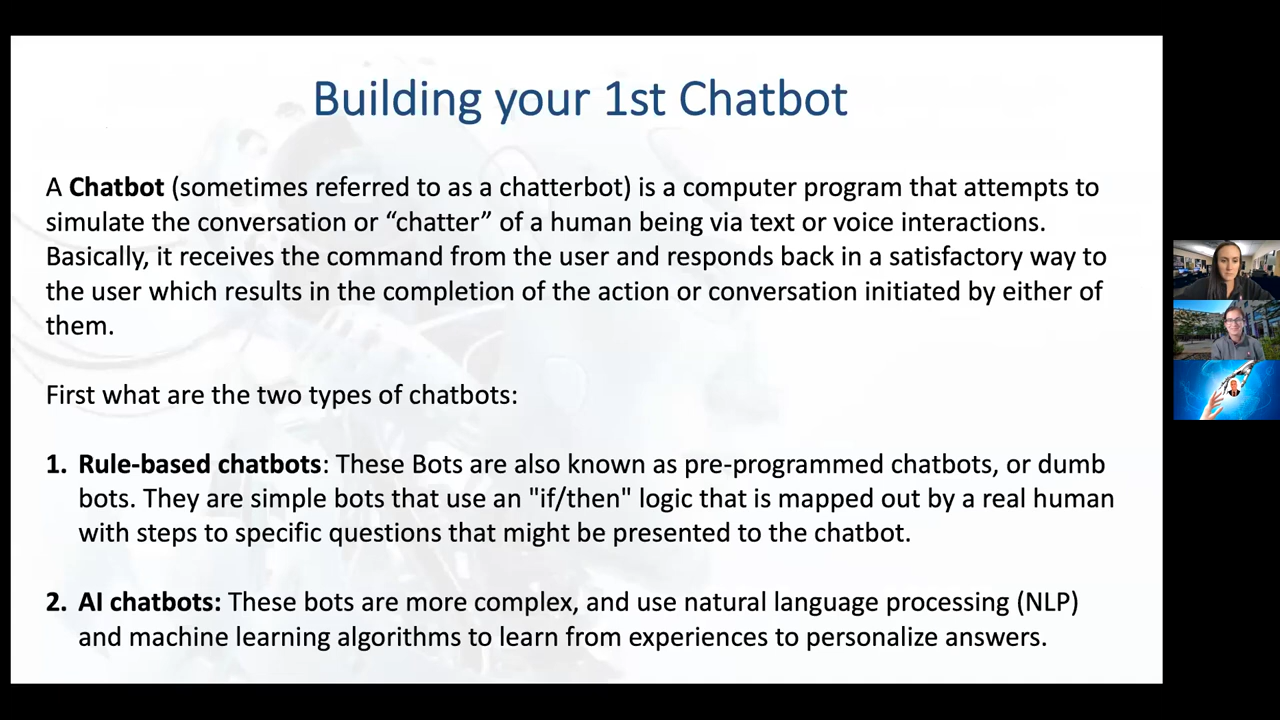 Building your 1st Chatbot
A Chatbot (sometimes referred to as a chatterbot) is a computer program that attempts to
simulate the conversation or “chatter” of a human being via text or voice interactions.
Basically, it receives the command from the user and responds back in a satisfactory way to
the user which results in the completion of the action or conversation initiated by either of
them.
First what are the two types of chatbots:
1. Rule-based chatbots: These Bots are also known as pre-programmed chatbots, or dumb
bots. They are simple bots that use an "if/then" logic that is mapped out by a real human
with steps to specific questions that might be presented to the chatbot.
2. AI chatbots: These bots are more complex, and use natural language processing (NLP)
and machine learning algorithms to learn from experiences to personalize answers.